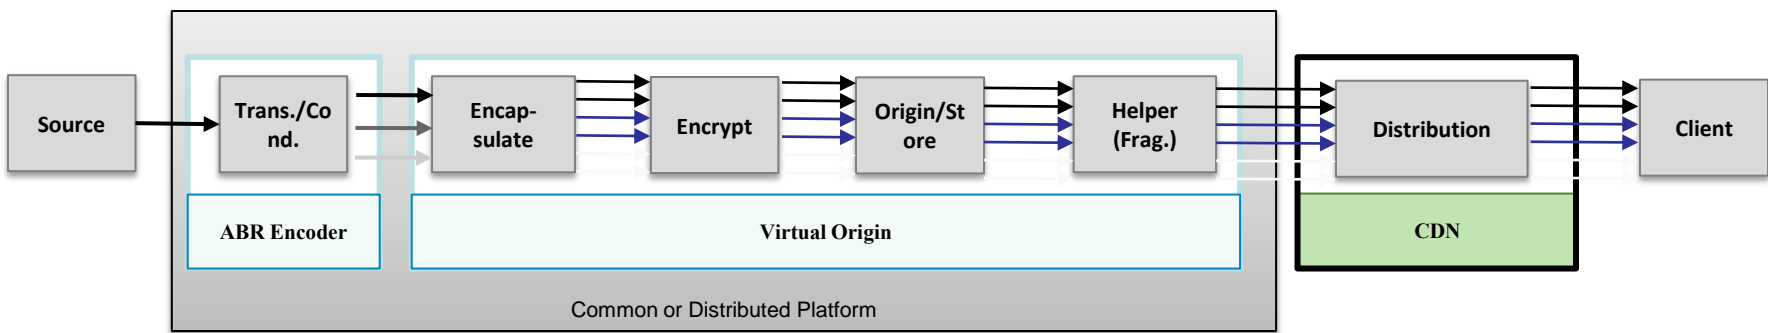 Source
Trans./Co
nd.
Encap-
sulate
Encrypt
Origin/St
ore
Helper
(Frag.)
Distribution
Client
ABR Encoder
Virtual Origin
CDN
Common or Distributed Platform